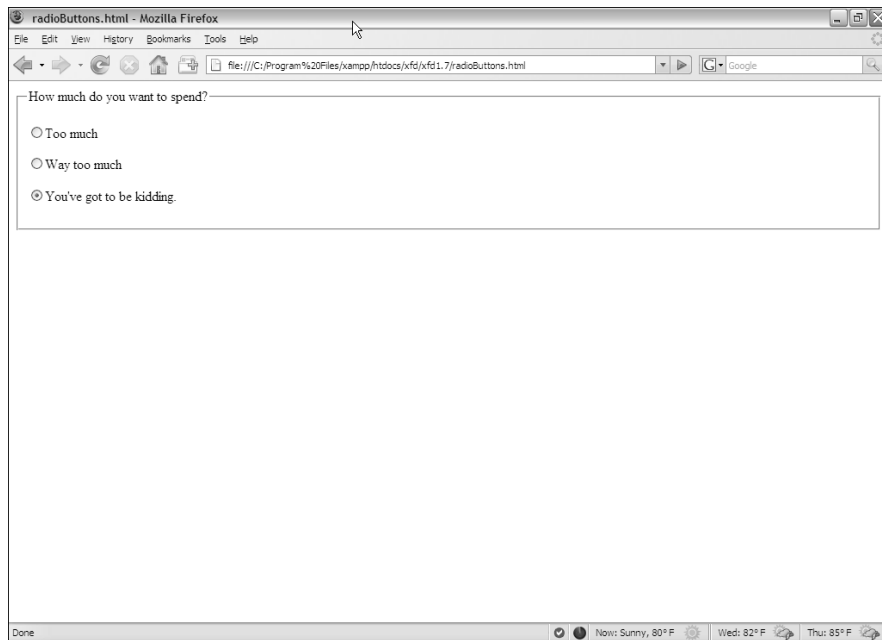 radioButtons.html - Mozilla Firefox
File Edit View History Bookmarks Tools Help
file:///C:/Program%20Files/xampp/htdocs/xfd/xfd1.7/radioButtons.html G Google
How much do you want to spend?
Too much
Way too much
You've got to be kidding.
Done Now: Sunny, 80° F Wed: 82° F Thu: 85° F